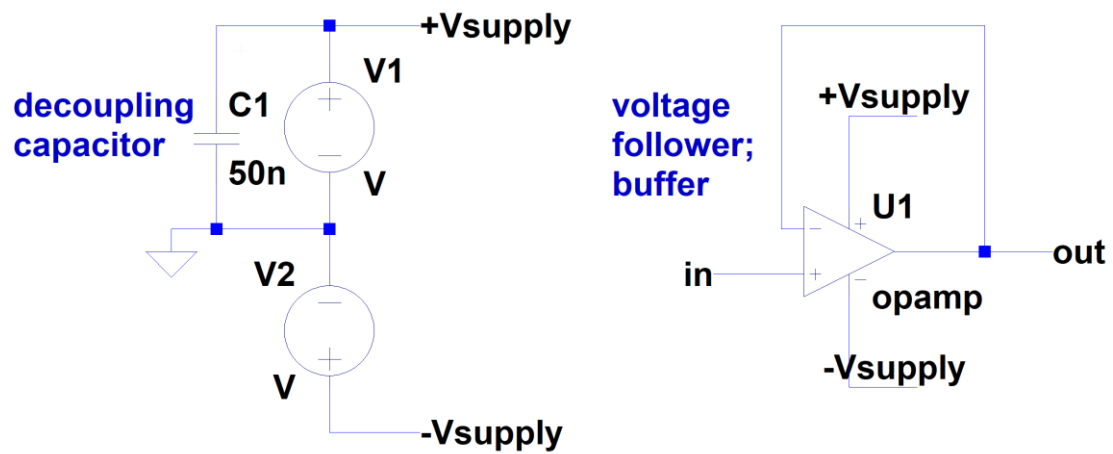 +Vsupply
V1
decoupling
capacitor
C1
50n
+
−
V
V2
−
+
V
-Vsupply
voltage
follower;
buffer
+Vsupply
U1
+
−
in
+
out
opamp
−
-Vsupply